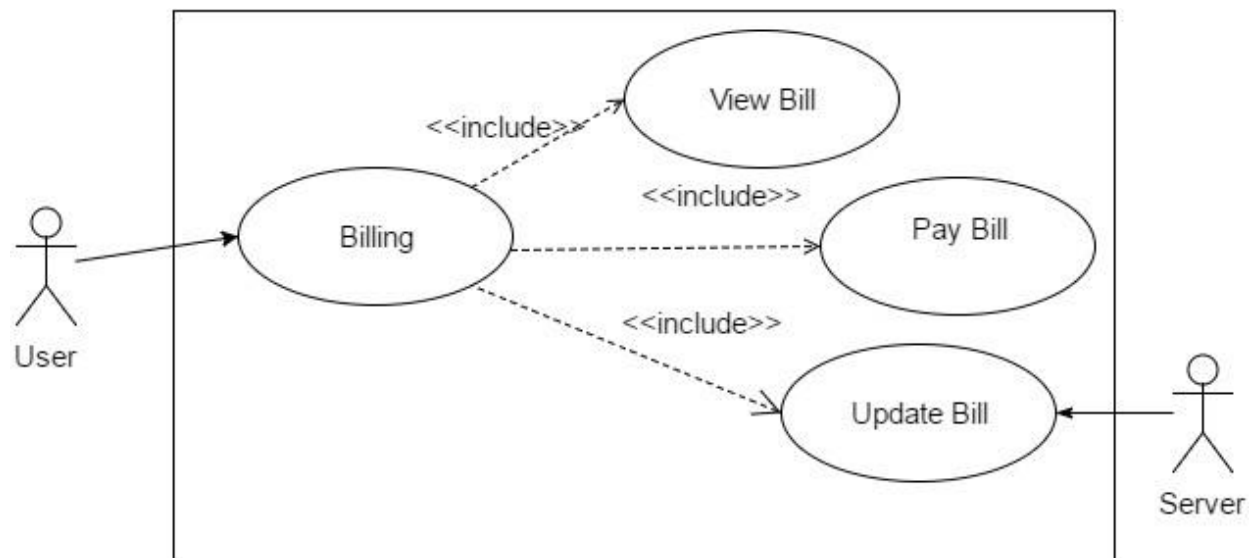 View Bill
<<include>>
<<include>>
Billing
Pay Bill
<<include>>
User
Update Bill
Server